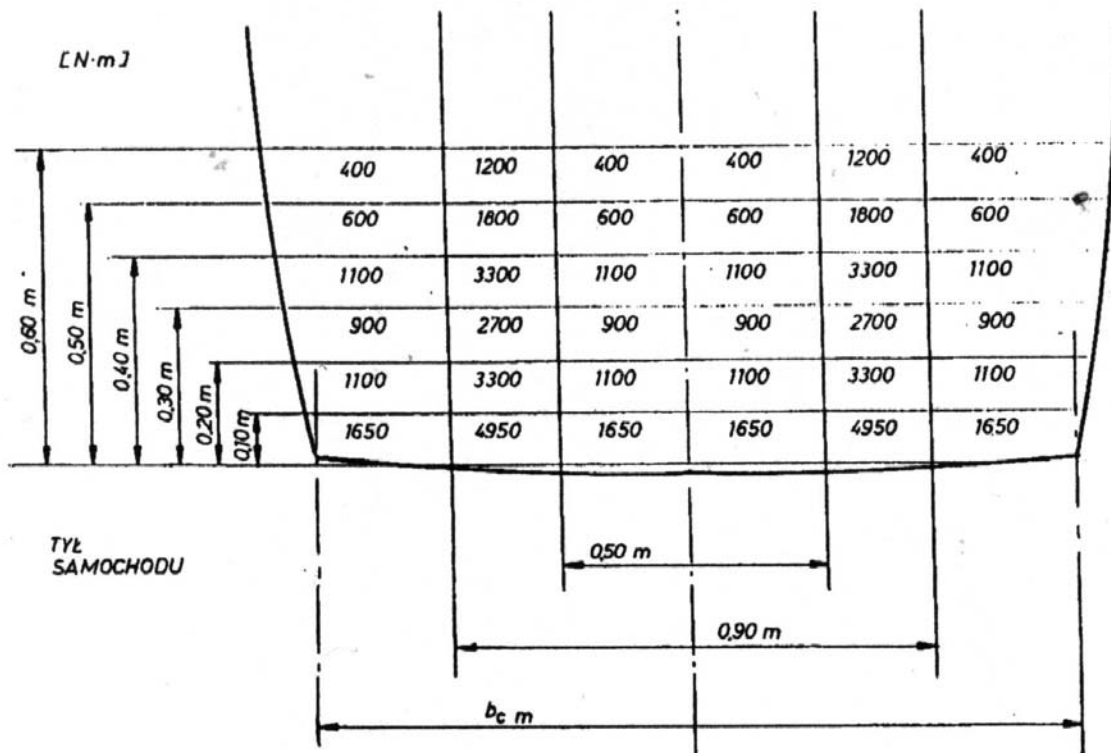 [N·m]
400 1200 400 400 1200 400
600 1800 600 600 1800 600
1100 3300 1100 1100 3300 1100
900 2700 900 900 2700 900
1100 3300 1100 1100 3300 1100
1650 4950 1650 1650 4950 1650
0,60 m
0,50 m
0,40 m
0,30 m
0,20 m
0,10 m
TYŁ
SAMOCHODU
0,50 m
0,90 m
bc m